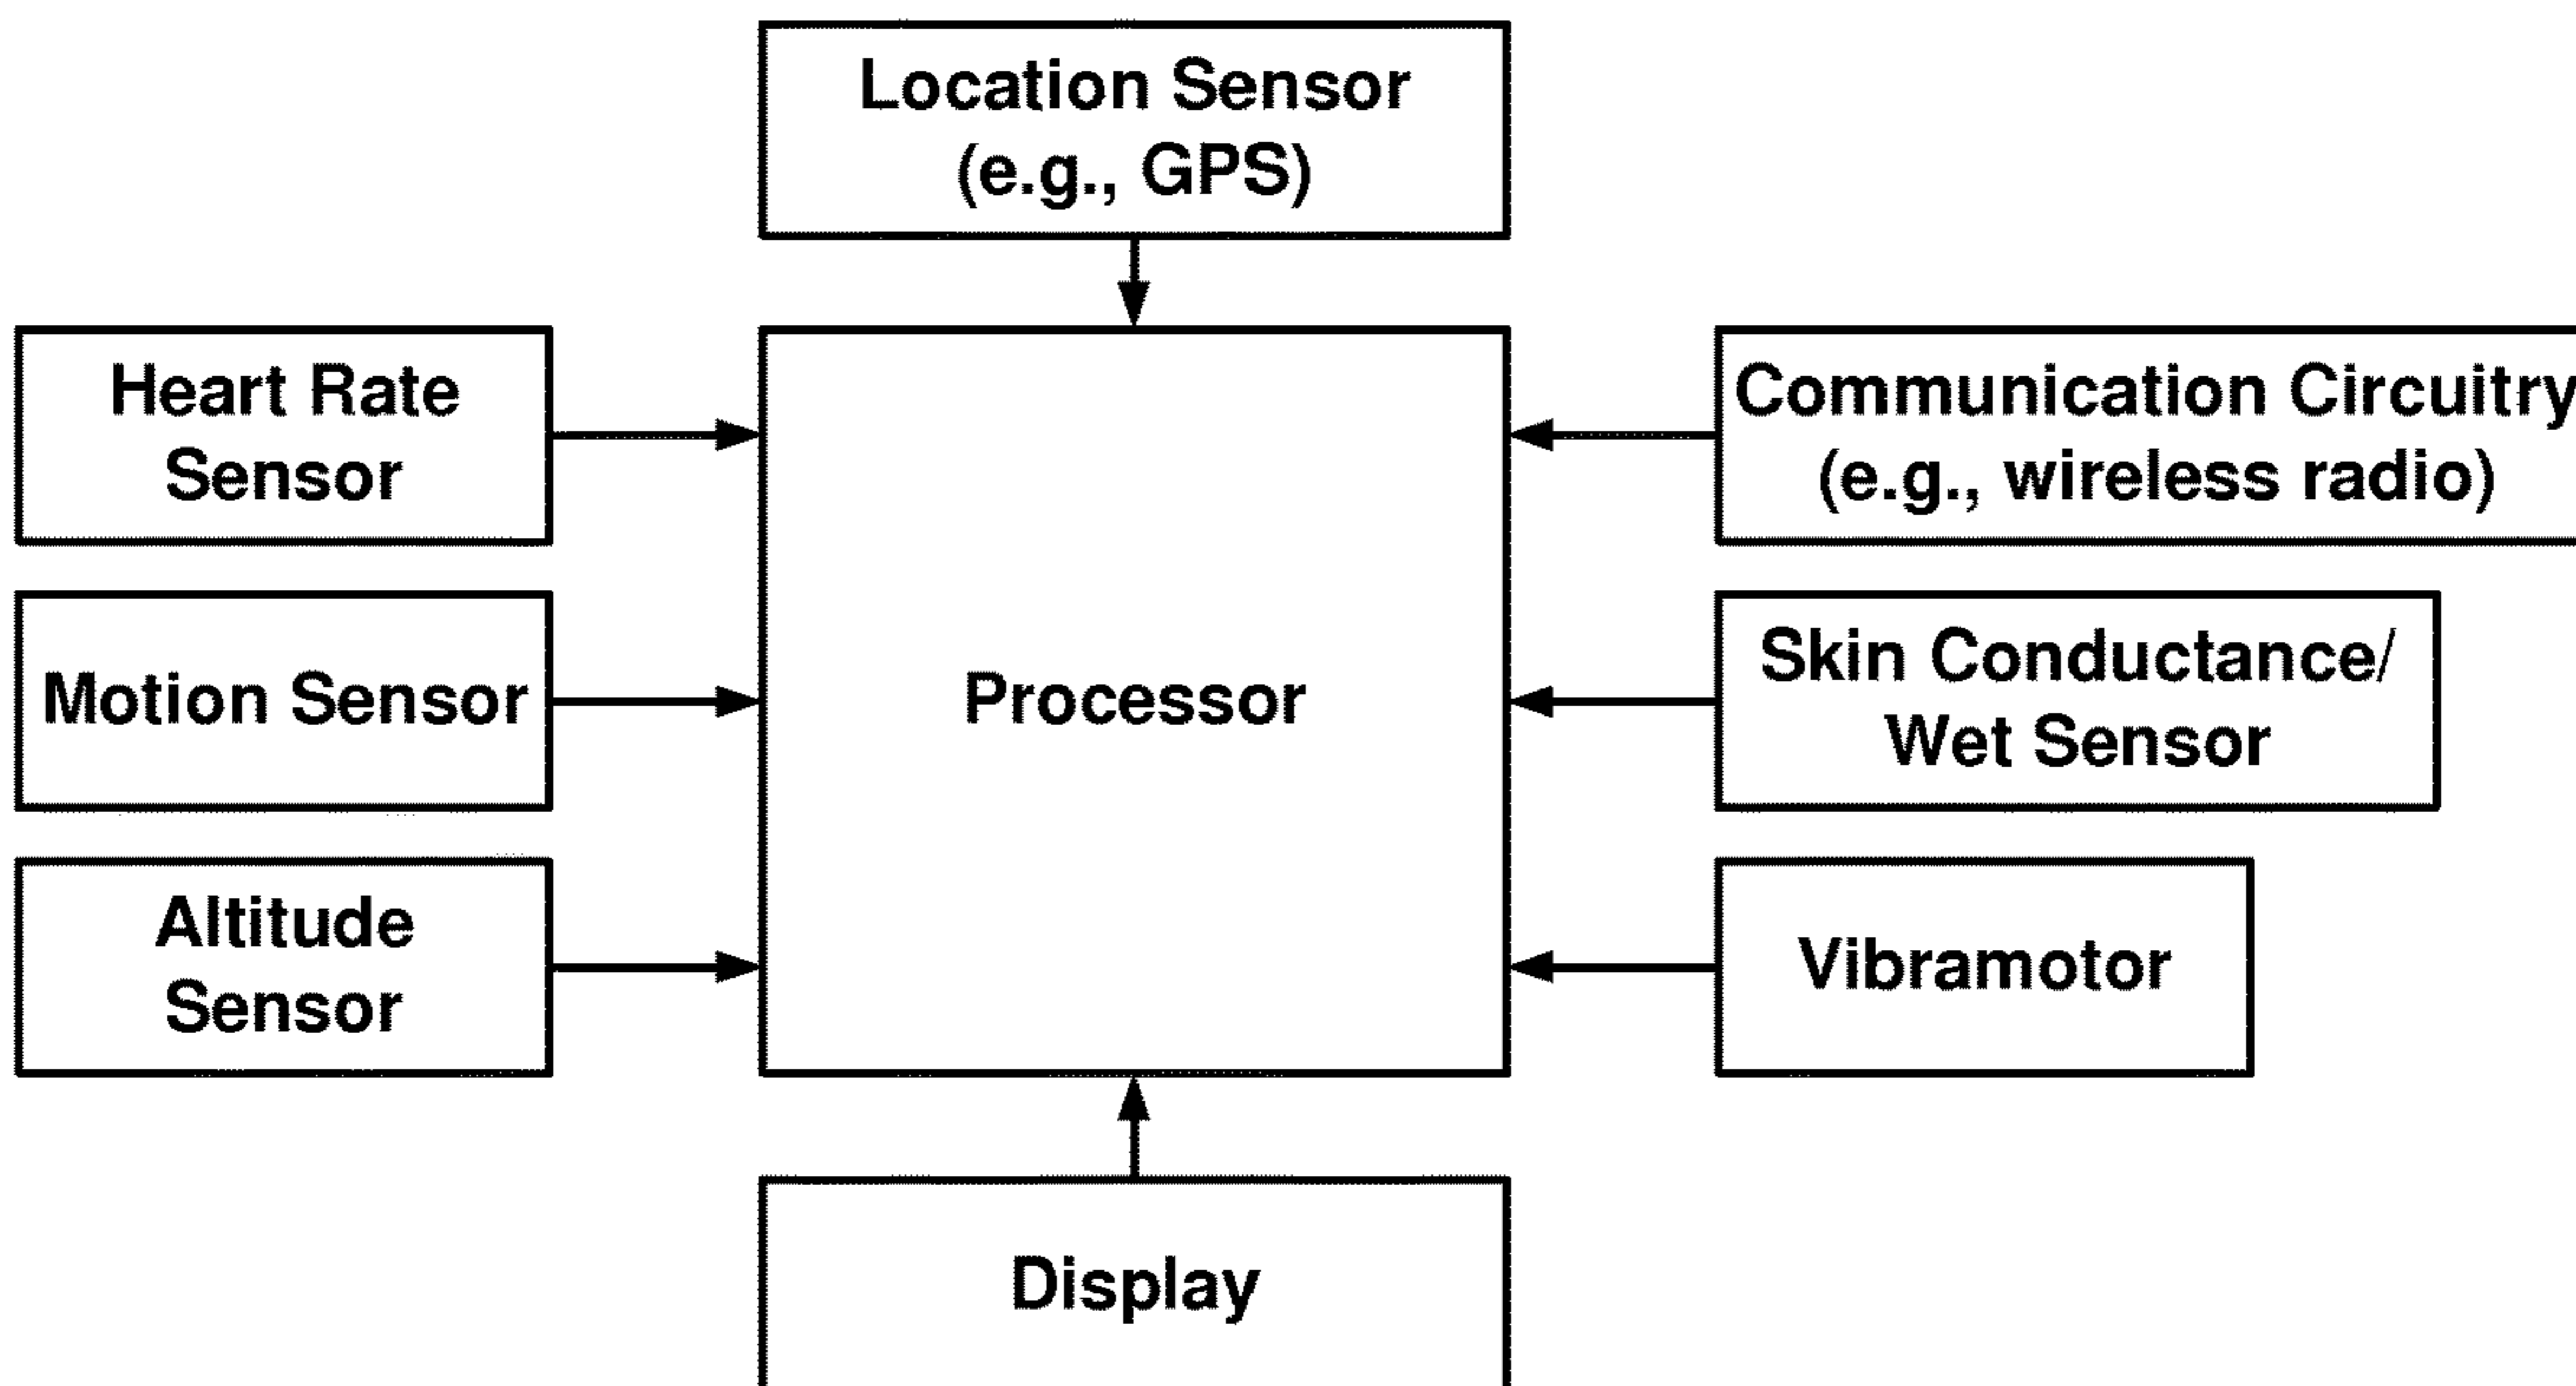 Location Sensor
(e.g., GPS)
Heart Rate
Sensor
Communication Circuitry
(e.g., wireless radio)
Motion Sensor
Processor
Skin Conductance/
Wet Sensor
Altitude
Sensor
Vibramotor
Display